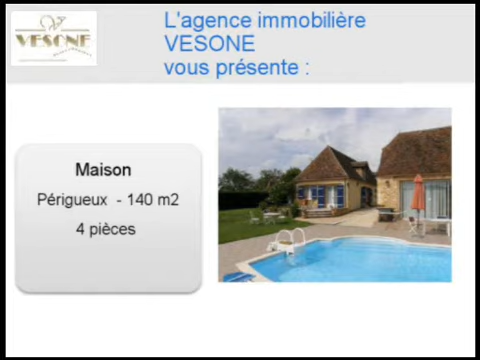 VESONE
L'agence immobilière
VESONE
vous présente :
Maison
Périgueux - 140 m2
4 pièces